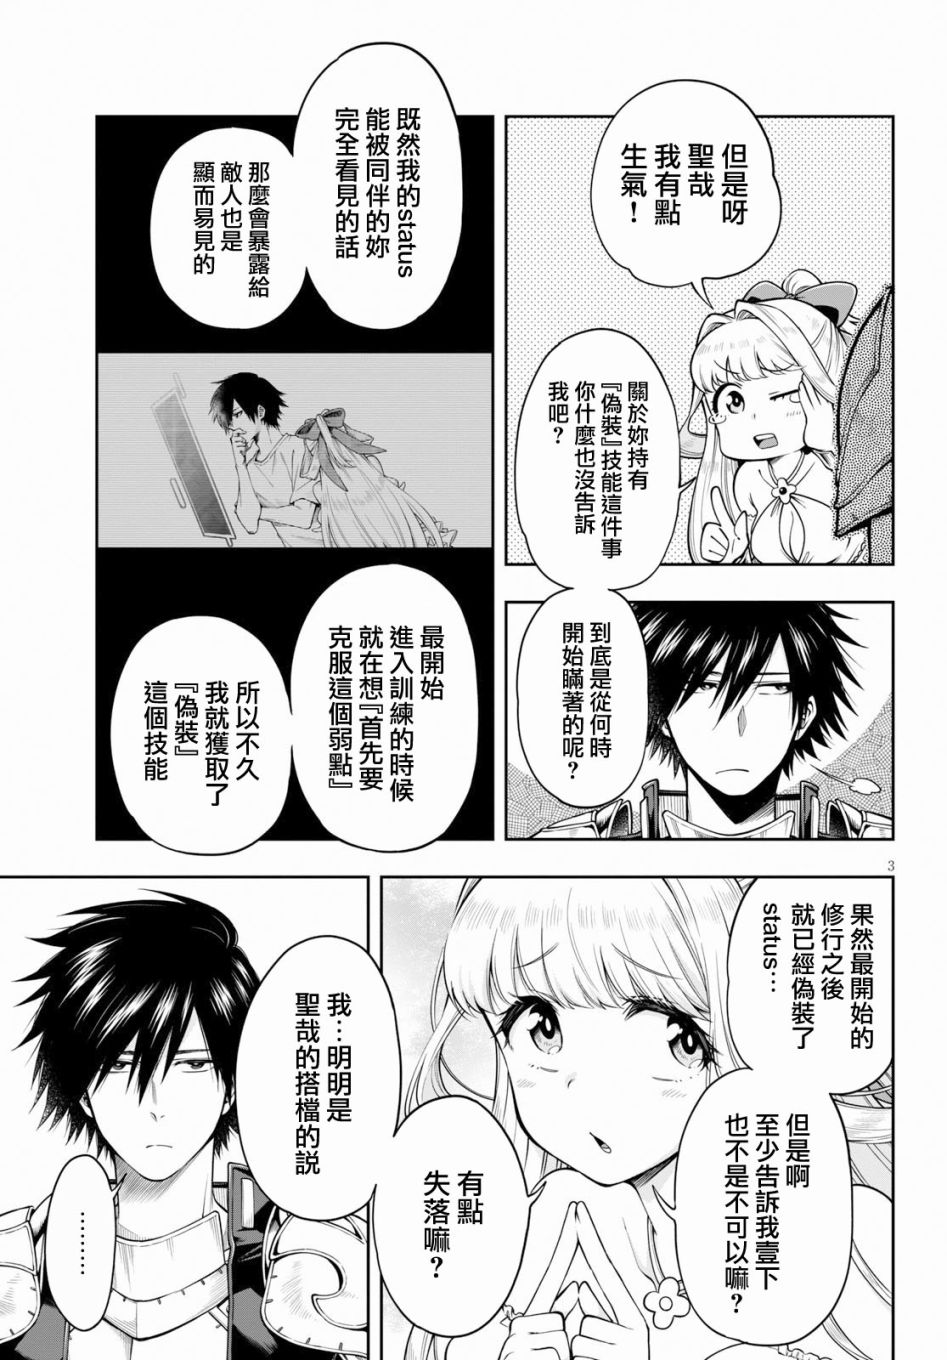 但是呀
聖哉
我有點
生氣！
關於妳持有
『偽裝』技能這件事
你什麼也沒告訴
我吧？
到底是從何時
開始瞞著的呢？
既然我的status
能被同伴的妳
完全看見的話
那麼會暴露給
敵人也是
顯而易見的
最開始
進入訓練的時候
就在想『首先要
克服這個弱點』
所以不久
我就獲取了
『偽裝』
這個技能
3
果然最開始的
修行之後
就已經偽裝了
status…
但是啊
至少告訴我壹下
也不是不可以嘛？
有點
失落嘛？
我…明明是
聖哉的搭檔的說
………